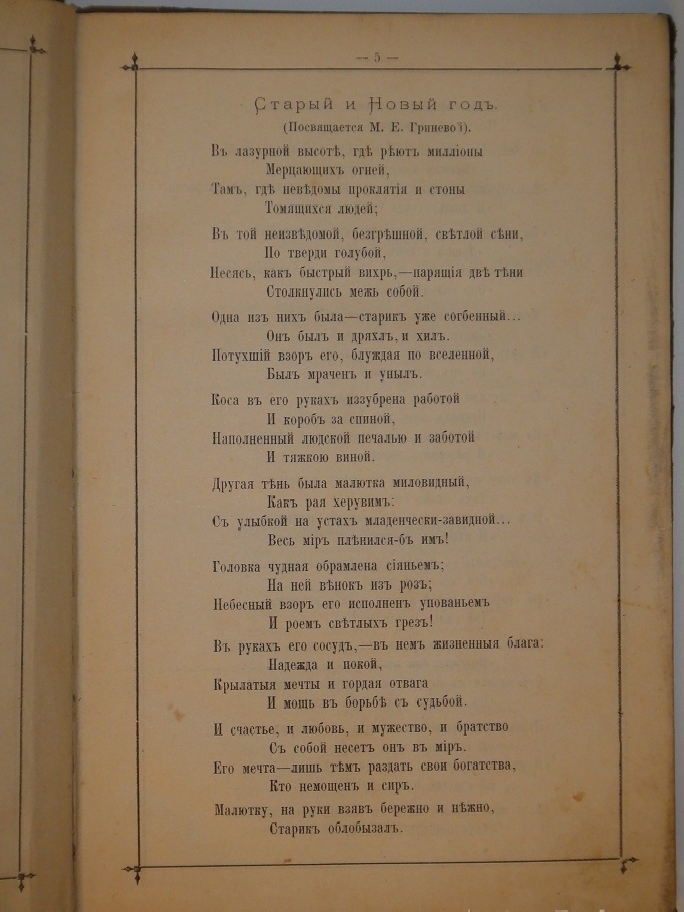 — 5 —
Старый и Новый годъ.
(Посвящается М. Е. Гриневой).
Въ лазурной высотѣ, гдѣ рѣютъ милліоны
Мерцающихъ огней,
Тамъ, гдѣ невѣдомы проклятія и стоны
Томящихся людей;
Въ той неизвѣдомой, безгрѣшной, свѣтлой сѣни,
По тверди голубой,
Несясь, какъ быстрый вихрь,—парящія двѣ тѣни
Столкнулись межь собой.
Одна изъ нихъ была—старикъ уже согбенный...
Онъ былъ и дряхлъ, и хилъ.
Потухшій взоръ его, блуждая по вселенной,
Былъ мраченъ и унылъ.
Коса въ его рукахъ иззубрена работой
И коробъ за спиной,
Наполненный людской печалью и заботой
И тяжкою виной.
Другая тѣнь была малютка миловидный,
Какъ рая херувимъ:
Съ улыбкой на устахъ младенчески-завидной...
Весь міръ плѣнился-бъ имъ!
Головка чудная обрамлена сіяньемъ;
На ней вѣнокъ изъ розъ;
Небесный взоръ его исполненъ упованьемъ
И роемъ свѣтлыхъ грезъ!
Въ рукахъ его сосудъ,—въ немъ жизненныя блага:
Надежда и покой,
Крылатыя мечты и гордая отвага
И мощь въ борьбѣ съ судьбой.
И счастье, и любовь, и мужество, и братство
Съ собой несетъ онъ въ міръ.
Его мечта—лишь тѣмъ раздать свои богатства,
Кто немощенъ и сиръ.
Малютку, на руки взявъ бережно и нѣжно,
Старикъ облобызалъ.